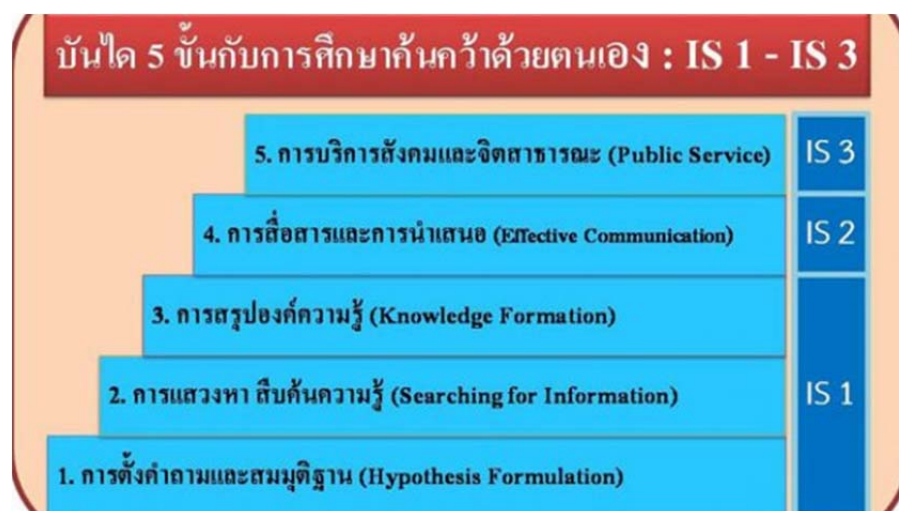 บันได 5 ขั้นกับการศึกษาค้นคว้าด้วยตนเอง : IS 1 - IS 3
5. การบริการสังคมและจิตสาธารณะ (Public Service)
IS 3
4. การสื่อสารและการนำเสนอ (Effective Communication)
IS 2
3. การสรุปองค์ความรู้ (Knowledge Formation)
2. การแสวงหา สืบค้นความรู้ (Searching for Information)
IS 1
1. การตั้งคำถามและสมมุติฐาน (Hypothesis Formulation)